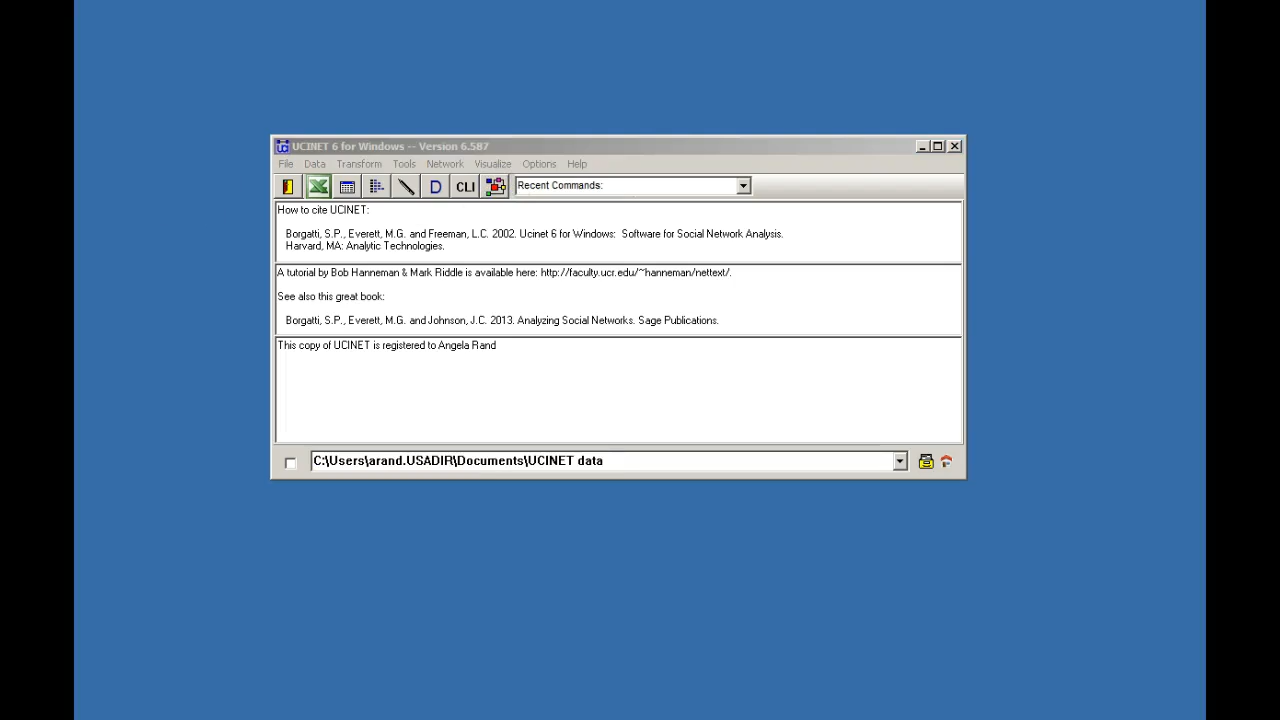 UCINET 6 for Windows -- Version 6.587
File Data Transform Tools Network Visualize Options Help
D CLI Recent Commands:
How to cite UCINET:
Borgatti, S.P., Everett, M.G. and Freeman, L.C. 2002. Ucinet 6 for Windows: Software for Social Network Analysis.
Harvard, MA: Analytic Technologies.
A tutorial by Bob Hanneman & Mark Riddle is available here: http://faculty.ucr.edu/~hanneman/nettext/.
See also this great book:
Borgatti, S.P., Everett, M.G. and Johnson, J.C. 2013. Analyzing Social Networks. Sage Publications.
This copy of UCINET is registered to Angela Rand
C:\Users\arand.USADIR\Documents\UCINET data